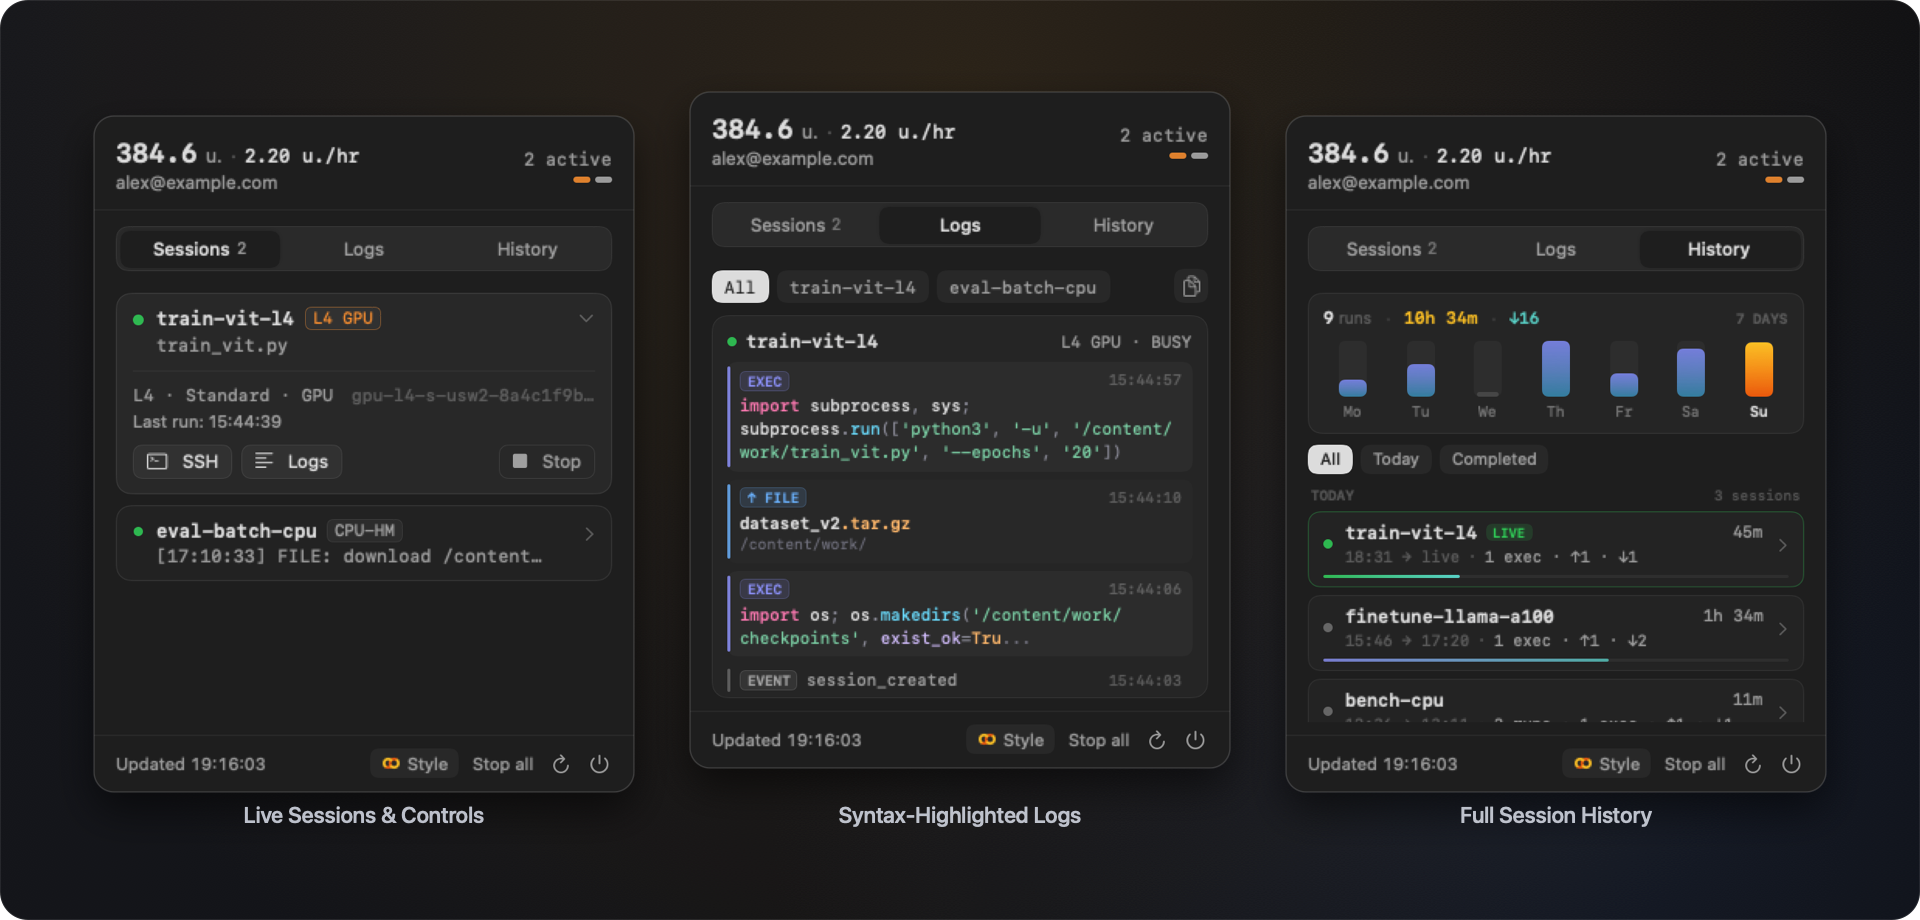 384.6 u. · 2.20 u./hr
2 active
alex@example.com
Sessions 2
Logs
History
train-vit-l4 L4 GPU
train_vit.py
L4 · Standard · GPU gpu-l4-s-usw2-8a4c1f9b…
Last run: 15:44:39
SSH
Logs
Stop
eval-batch-cpu CPU-HM
[17:10:33] FILE: download /content…
Updated 19:16:03
Style
Stop all
Live Sessions & Controls
384.6 u. · 2.20 u./hr
2 active
alex@example.com
Sessions 2
Logs
History
All
train-vit-l4
eval-batch-cpu
train-vit-l4
L4 GPU · BUSY
EXEC 15:44:57
import subprocess, sys;
subprocess.run(['python3', '-u', '/content/
work/train_vit.py', '--epochs', '20'])
↑ FILE 15:44:10
dataset_v2.tar.gz
/content/work/
EXEC 15:44:06
import os; os.makedirs('/content/work/
checkpoints', exist_ok=Tru...
EVENT session_created 15:44:03
Updated 19:16:03
Style
Stop all
Syntax-Highlighted Logs
384.6 u. · 2.20 u./hr
2 active
alex@example.com
Sessions 2
Logs
History
9 runs · 10h 34m · ↓16
7 DAYS
Mo Tu We Th Fr Sa Su
All
Today
Completed
TODAY
3 sessions
train-vit-l4 LIVE 45m
18:31 → live · 1 exec · ↑1 · ↓1
finetune-llama-a100 1h 34m
15:46 → 17:20 · 1 exec · ↑1 · ↓2
bench-cpu 11m
Updated 19:16:03
Style
Stop all
Full Session History